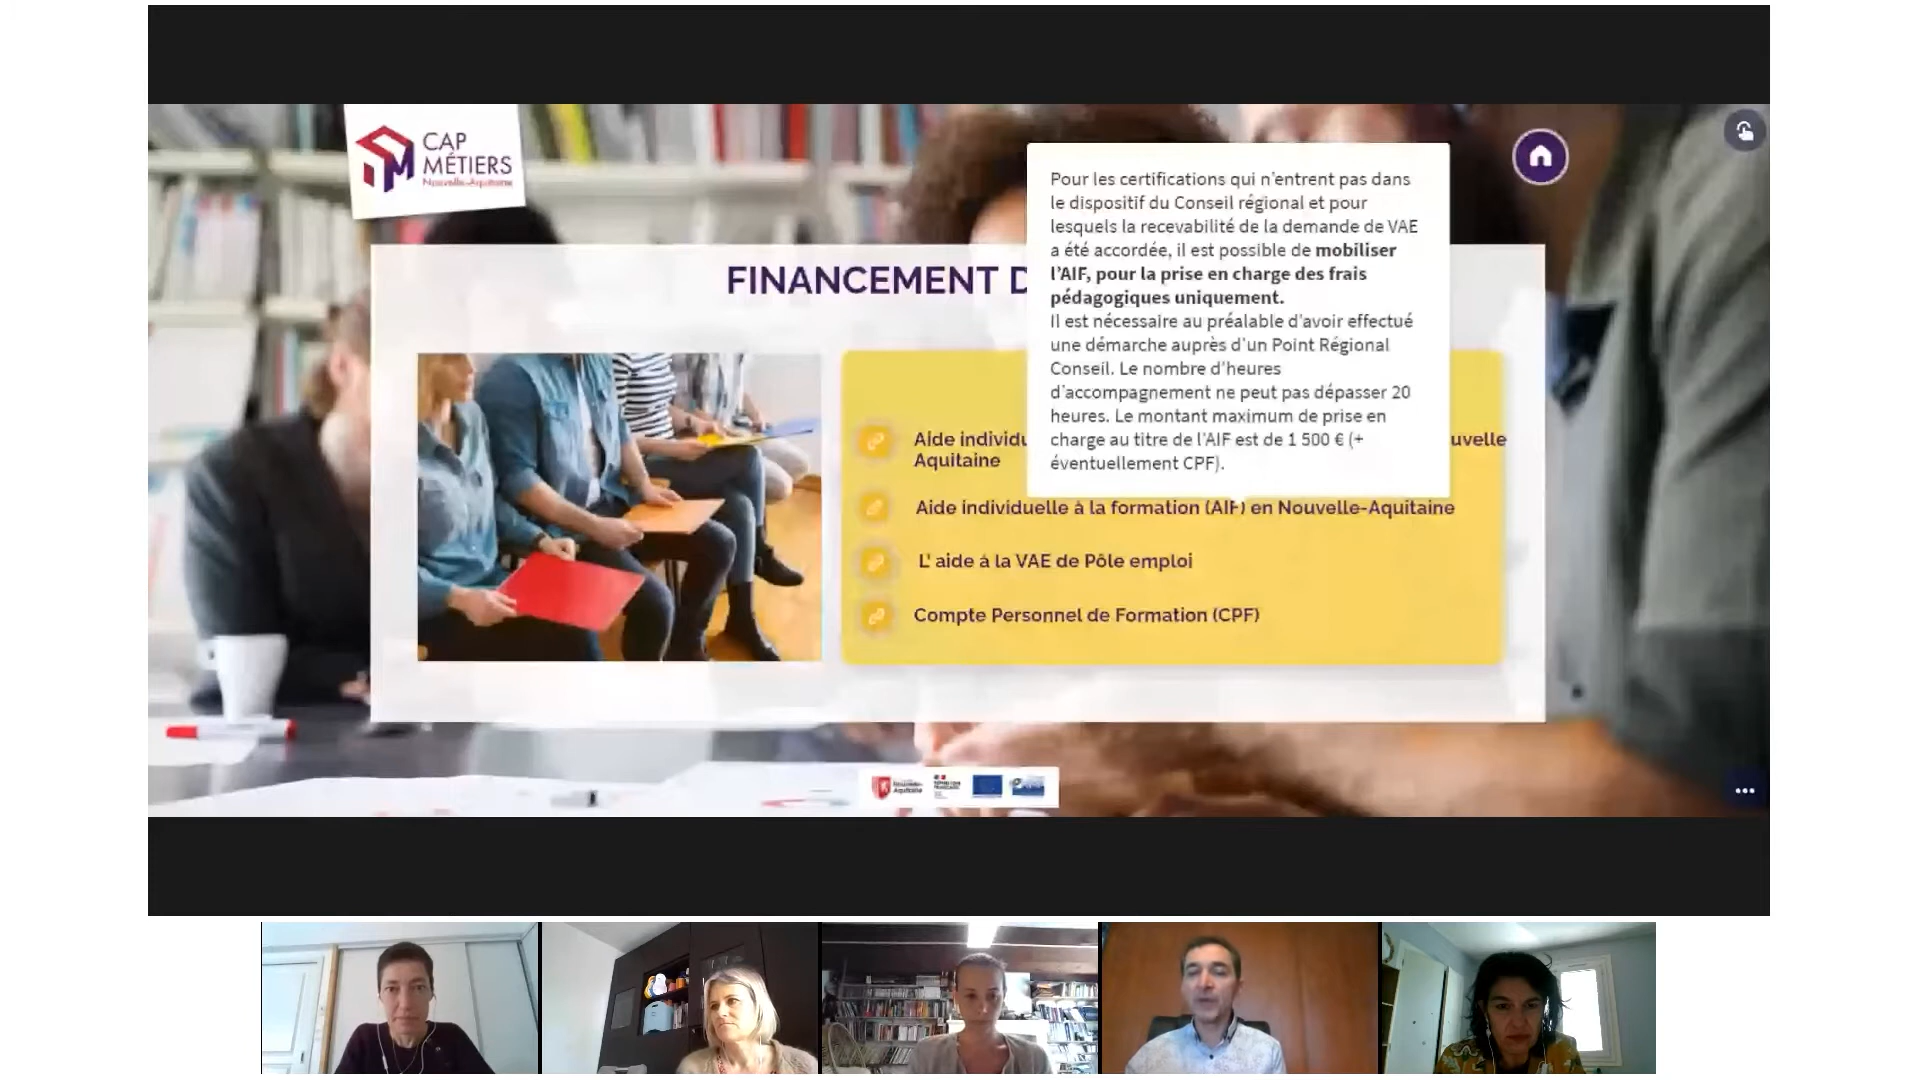 CAP
MÉTIERS
Nouvelle-Aquitaine
Pour les certifications qui n'entrent pas dans
le dispositif du Conseil régional et pour
lesquels la recevabilité de la demande de VAE
a été accordée, il est possible de mobiliser
l'AIF, pour la prise en charge des frais
pédagogiques uniquement.
Il est nécessaire au préalable d'avoir effectué
une démarche auprès d'un Point Régional
Conseil. Le nombre d'heures
d'accompagnement ne peut pas dépasser 20
heures. Le montant maximum de prise en
charge au titre de l'AIF est de 1 500 € (+
éventuellement CPF).
FINANCEMENT D
Aide individu uvelle
Aquitaine
Aide individuelle à la formation (AIF) en Nouvelle-Aquitaine
L' aide à la VAE de Pôle emploi
Compte Personnel de Formation (CPF)
Nouvelle-
Aquitaine
RÉPUBLIQUE
FRANÇAISE